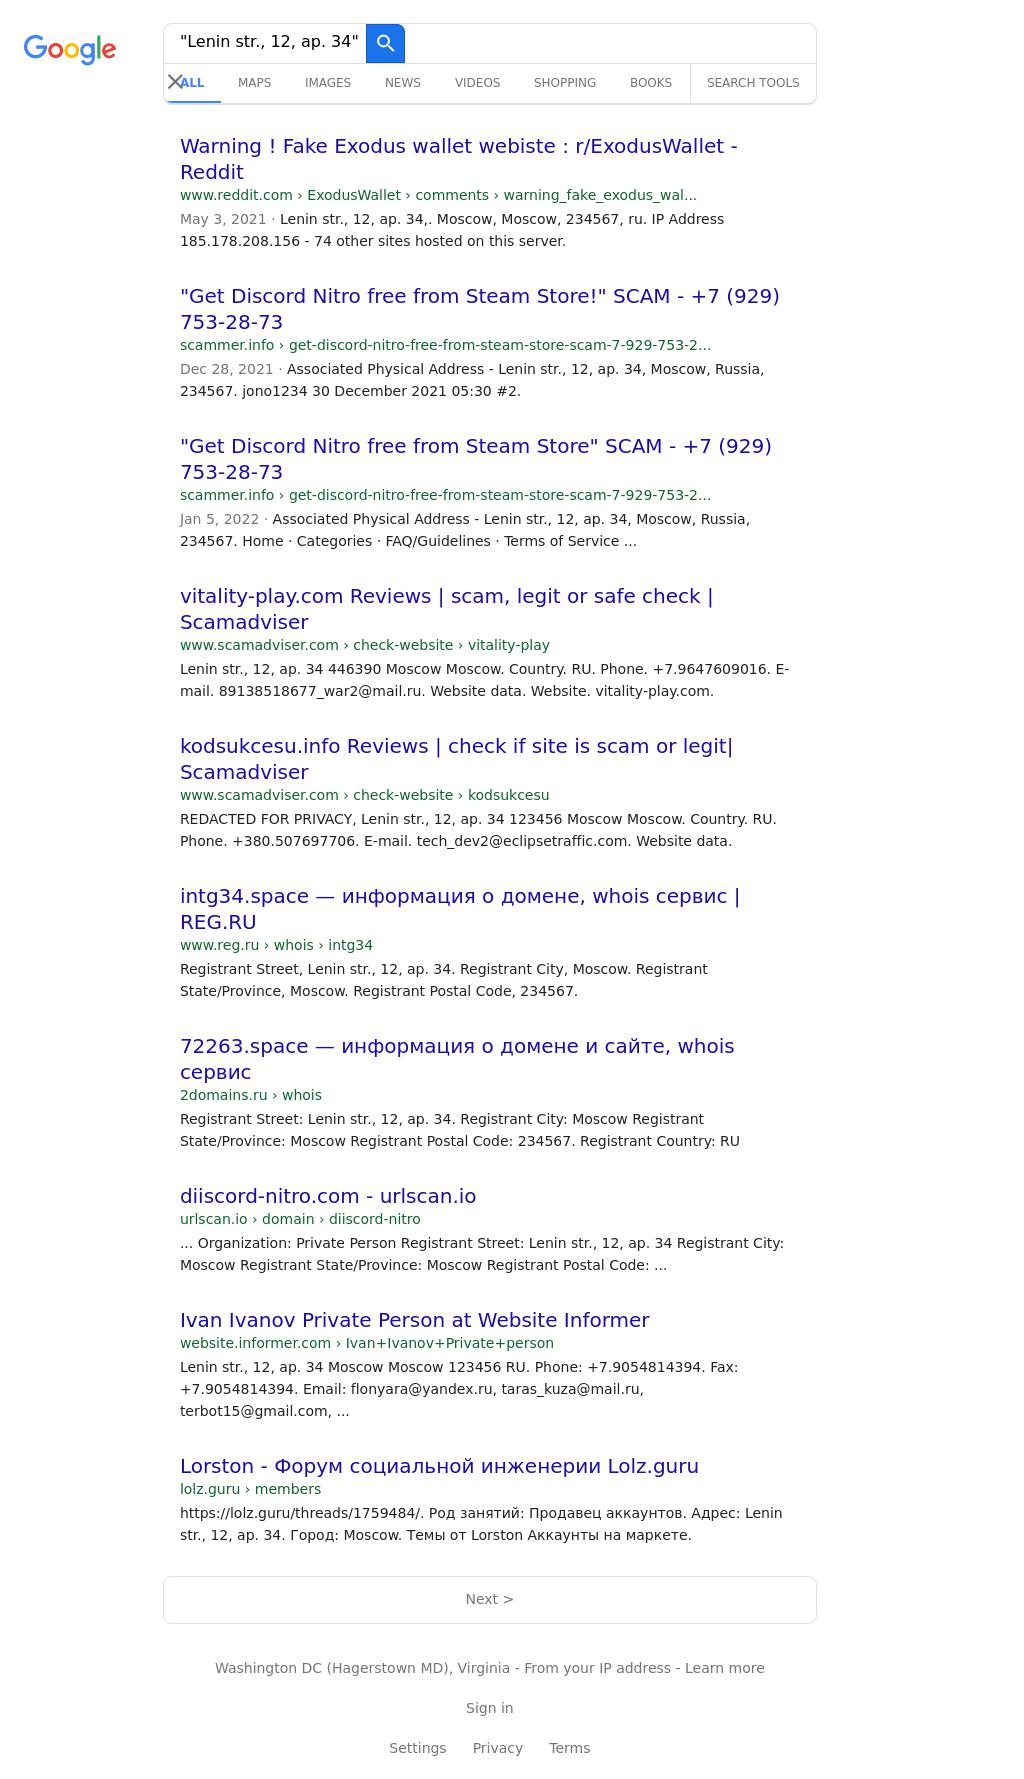 Google
"Lenin str., 12, ap. 34"
ALL MAPS IMAGES NEWS VIDEOS SHOPPING BOOKS SEARCH TOOLS
Warning ! Fake Exodus wallet webiste : r/ExodusWallet -
Reddit
www.reddit.com › ExodusWallet › comments › warning_fake_exodus_wal...
May 3, 2021 · Lenin str., 12, ap. 34,. Moscow, Moscow, 234567, ru. IP Address
185.178.208.156 - 74 other sites hosted on this server.
"Get Discord Nitro free from Steam Store!" SCAM - +7 (929)
753-28-73
scammer.info › get-discord-nitro-free-from-steam-store-scam-7-929-753-2...
Dec 28, 2021 · Associated Physical Address - Lenin str., 12, ap. 34, Moscow, Russia,
234567. jono1234 30 December 2021 05:30 #2.
"Get Discord Nitro free from Steam Store" SCAM - +7 (929)
753-28-73
scammer.info › get-discord-nitro-free-from-steam-store-scam-7-929-753-2...
Jan 5, 2022 · Associated Physical Address - Lenin str., 12, ap. 34, Moscow, Russia,
234567. Home · Categories · FAQ/Guidelines · Terms of Service ...
vitality-play.com Reviews | scam, legit or safe check |
Scamadviser
www.scamadviser.com › check-website › vitality-play
Lenin str., 12, ap. 34 446390 Moscow Moscow. Country. RU. Phone. +7.9647609016. E-
mail. 89138518677_war2@mail.ru. Website data. Website. vitality-play.com.
kodsukcesu.info Reviews | check if site is scam or legit|
Scamadviser
www.scamadviser.com › check-website › kodsukcesu
REDACTED FOR PRIVACY, Lenin str., 12, ap. 34 123456 Moscow Moscow. Country. RU.
Phone. +380.507697706. E-mail. tech_dev2@eclipsetraffic.com. Website data.
intg34.space — информация о домене, whois сервис |
REG.RU
www.reg.ru › whois › intg34
Registrant Street, Lenin str., 12, ap. 34. Registrant City, Moscow. Registrant
State/Province, Moscow. Registrant Postal Code, 234567.
72263.space — информация о домене и сайте, whois
сервис
2domains.ru › whois
Registrant Street: Lenin str., 12, ap. 34. Registrant City: Moscow Registrant
State/Province: Moscow Registrant Postal Code: 234567. Registrant Country: RU
diiscord-nitro.com - urlscan.io
urlscan.io › domain › diiscord-nitro
... Organization: Private Person Registrant Street: Lenin str., 12, ap. 34 Registrant City:
Moscow Registrant State/Province: Moscow Registrant Postal Code: ...
Ivan Ivanov Private Person at Website Informer
website.informer.com › Ivan+Ivanov+Private+person
Lenin str., 12, ap. 34 Moscow Moscow 123456 RU. Phone: +7.9054814394. Fax:
+7.9054814394. Email: flonyara@yandex.ru, taras_kuza@mail.ru,
terbot15@gmail.com, ...
Lorston - Форум социальной инженерии Lolz.guru
lolz.guru › members
https://lolz.guru/threads/1759484/. Род занятий: Продавец аккаунтов. Адрес: Lenin
str., 12, ap. 34. Город: Moscow. Темы от Lorston Аккаунты на маркете.
Next >
Washington DC (Hagerstown MD), Virginia - From your IP address - Learn more
Sign in
Settings Privacy Terms